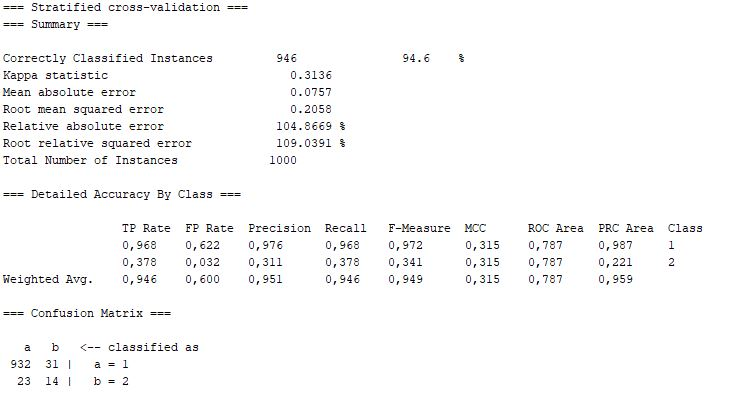 === Stratified cross-validation ===
=== Summary ===
Correctly Classified Instances 946 94.6 %
Kappa statistic 0.3136
Mean absolute error 0.0757
Root mean squared error 0.2058
Relative absolute error 104.8669 %
Root relative squared error 109.0391 %
Total Number of Instances 1000
=== Detailed Accuracy By Class ===
TP Rate FP Rate Precision Recall F-Measure MCC ROC Area PRC Area Class
0,968 0,622 0,976 0,968 0,972 0,315 0,787 0,987 1
0,378 0,032 0,311 0,378 0,341 0,315 0,787 0,221 2
Weighted Avg. 0,946 0,600 0,951 0,946 0,949 0,315 0,787 0,959
=== Confusion Matrix ===
a b <-- classified as
932 31 | a = 1
23 14 | b = 2